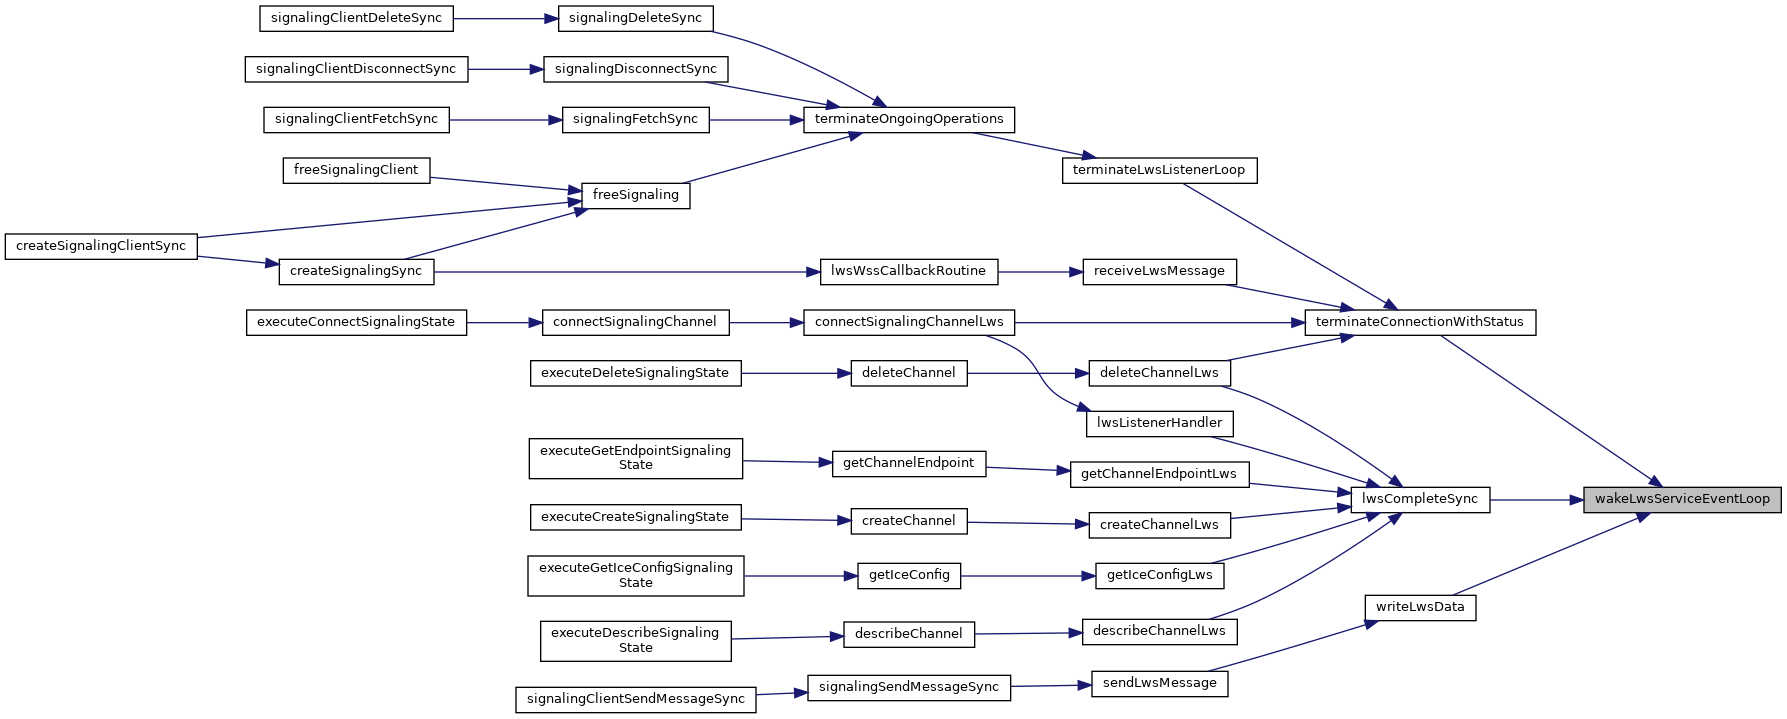 signalingClientDeleteSync
signalingDeleteSync
signalingClientDisconnectSync
signalingDisconnectSync
signalingClientFetchSync
signalingFetchSync
terminateOngoingOperations
freeSignalingClient
terminateLwsListenerLoop
freeSignaling
createSignalingClientSync
createSignalingSync
lwsWssCallbackRoutine
receiveLwsMessage
executeConnectSignalingState
connectSignalingChannel
connectSignalingChannelLws
terminateConnectionWithStatus
executeDeleteSignalingState
deleteChannel
deleteChannelLws
lwsListenerHandler
executeGetEndpointSignaling
State
getChannelEndpoint
getChannelEndpointLws
lwsCompleteSync
wakeLwsServiceEventLoop
executeCreateSignalingState
createChannel
createChannelLws
executeGetIceConfigSignaling
State
getIceConfig
getIceConfigLws
writeLwsData
executeDescribeSignaling
State
describeChannel
describeChannelLws
signalingClientSendMessageSync
signalingSendMessageSync
sendLwsMessage